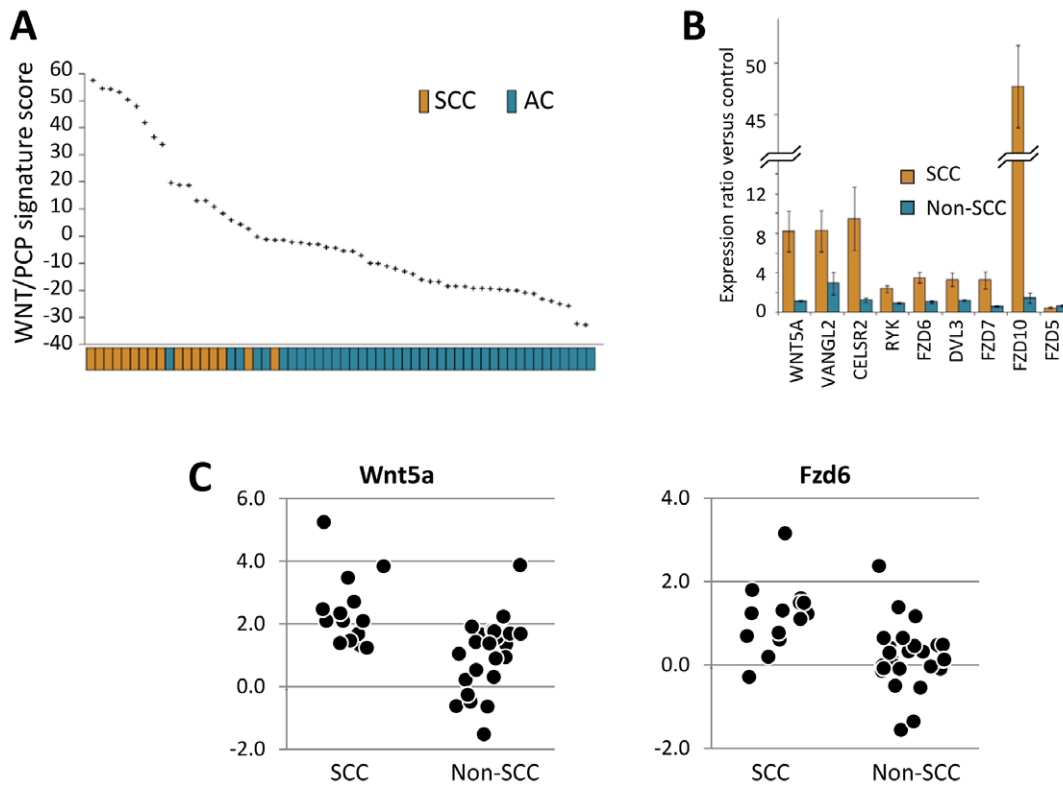 A
WNT/PCP signature score
60
50
40
30
20
10
0
-10
-20
-30
-40
SCC
AC
B
Expression ratio versus control
50
45
12
8
4
0
SCC
Non-SCC
WNT5A
VANGL2
CELSR2
RYK
FZD6
DVL3
FZD7
FZD10
FZD5
C
Wnt5a
6.0
4.0
2.0
0.0
-2.0
SCC
Non-SCC
Fzd6
4.0
2.0
0.0
-2.0
SCC
Non-SCC